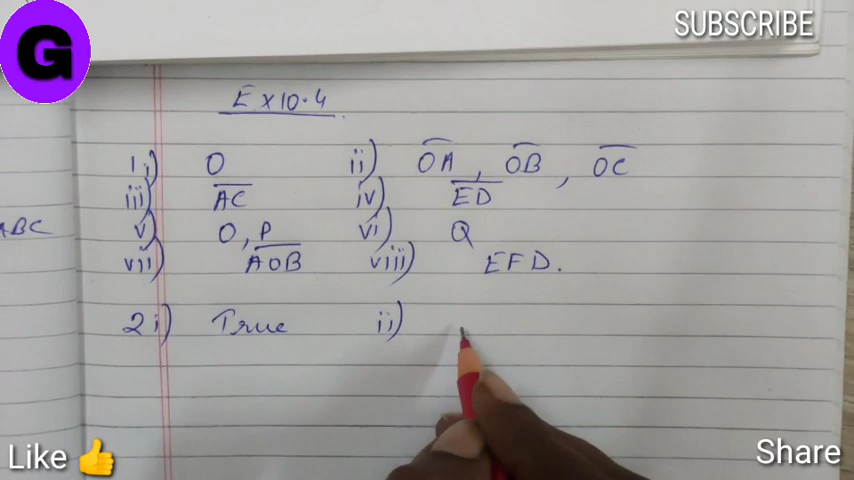 G
SUBSCRIBE
Ex 10.4
1 i) O ii) OA, OB, OC
iii) AC iv) ED
ABC
v) O, P vi) Q
vii) AOB viii) EFD.
2 i) True ii)
Like 👍 Share